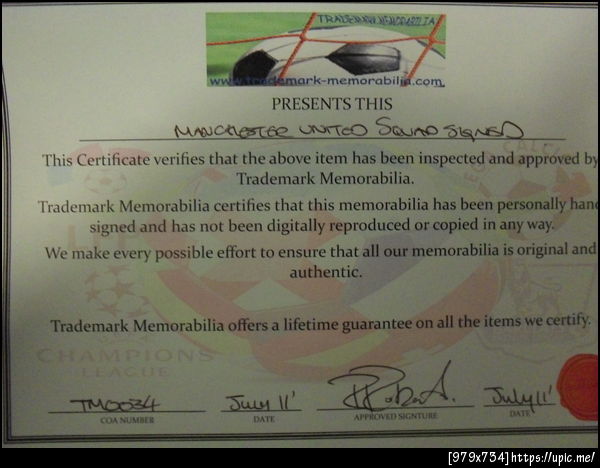 TRADEMARK MEMORABILIA
www.trademark-memorabilia.com
PRESENTS THIS
MANCHESTER UNITED SQUAD SIGNED
This Certificate verifies that the above item has been inspected and approved by
Trademark Memorabilia.
Trademark Memorabilia certifies that this memorabilia has been personally hand
signed and has not been digitally reproduced or copied in any way.
We make every possible effort to ensure that all our memorabilia is original and
authentic.
Trademark Memorabilia offers a lifetime guarantee on all the items we certify.
CHAMPIONS
LEAGUE
TM0034 July 11' July 11'
COA NUMBER DATE APPROVED SIGNTURE DATE
[979x734]https://upic.me/